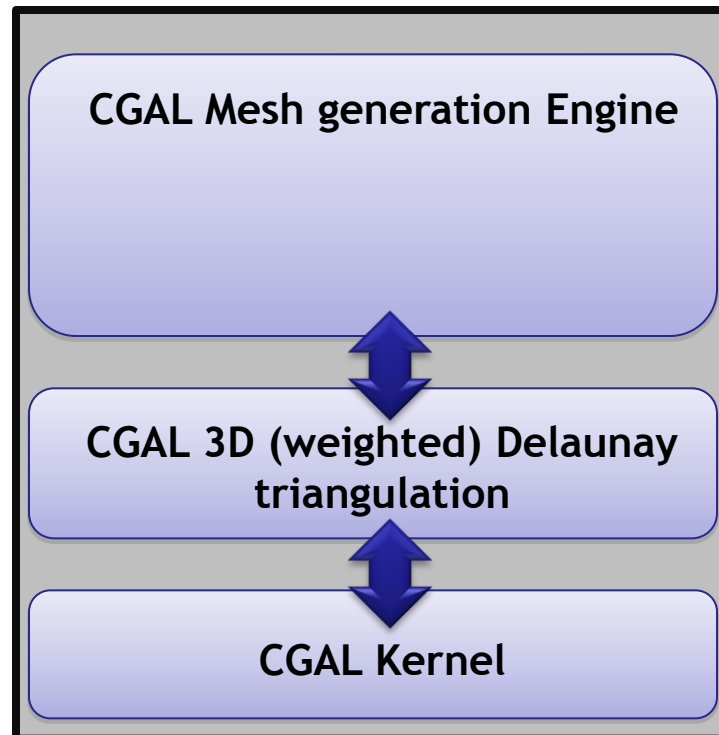 CGAL Mesh generation Engine
CGAL 3D (weighted) Delaunay
triangulation
CGAL Kernel